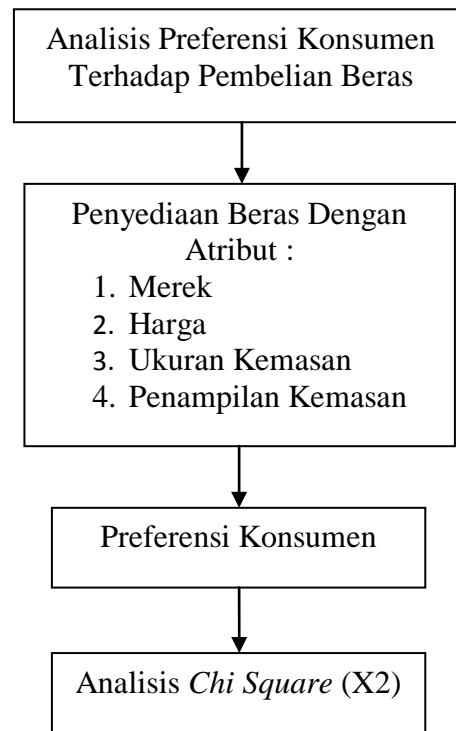 Analisis Preferensi Konsumen
Terhadap Pembelian Beras
Penyediaan Beras Dengan
Atribut :
1. Merek
2. Harga
3. Ukuran Kemasan
4. Penampilan Kemasan
Preferensi Konsumen
Analisis Chi Square (X2)